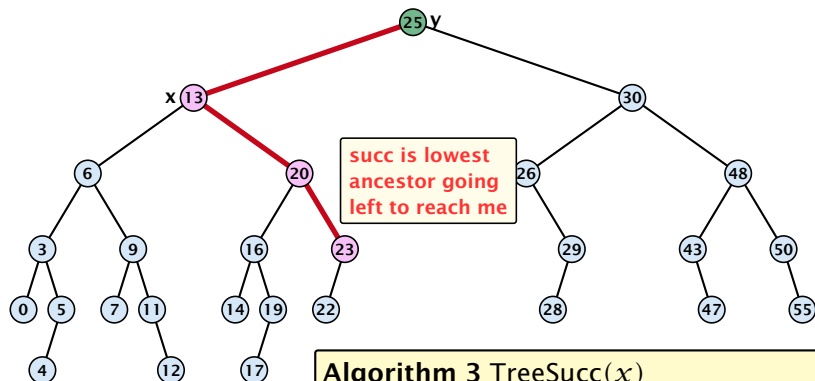 25 y
x 13 30
6 20 26 48
succ is lowest
ancestor going
left to reach me
3 9 16 23 29 43 50
0 5 7 11 14 19 22 28 47 55
4 12 17
Algorithm 3 TreeSucc(x)